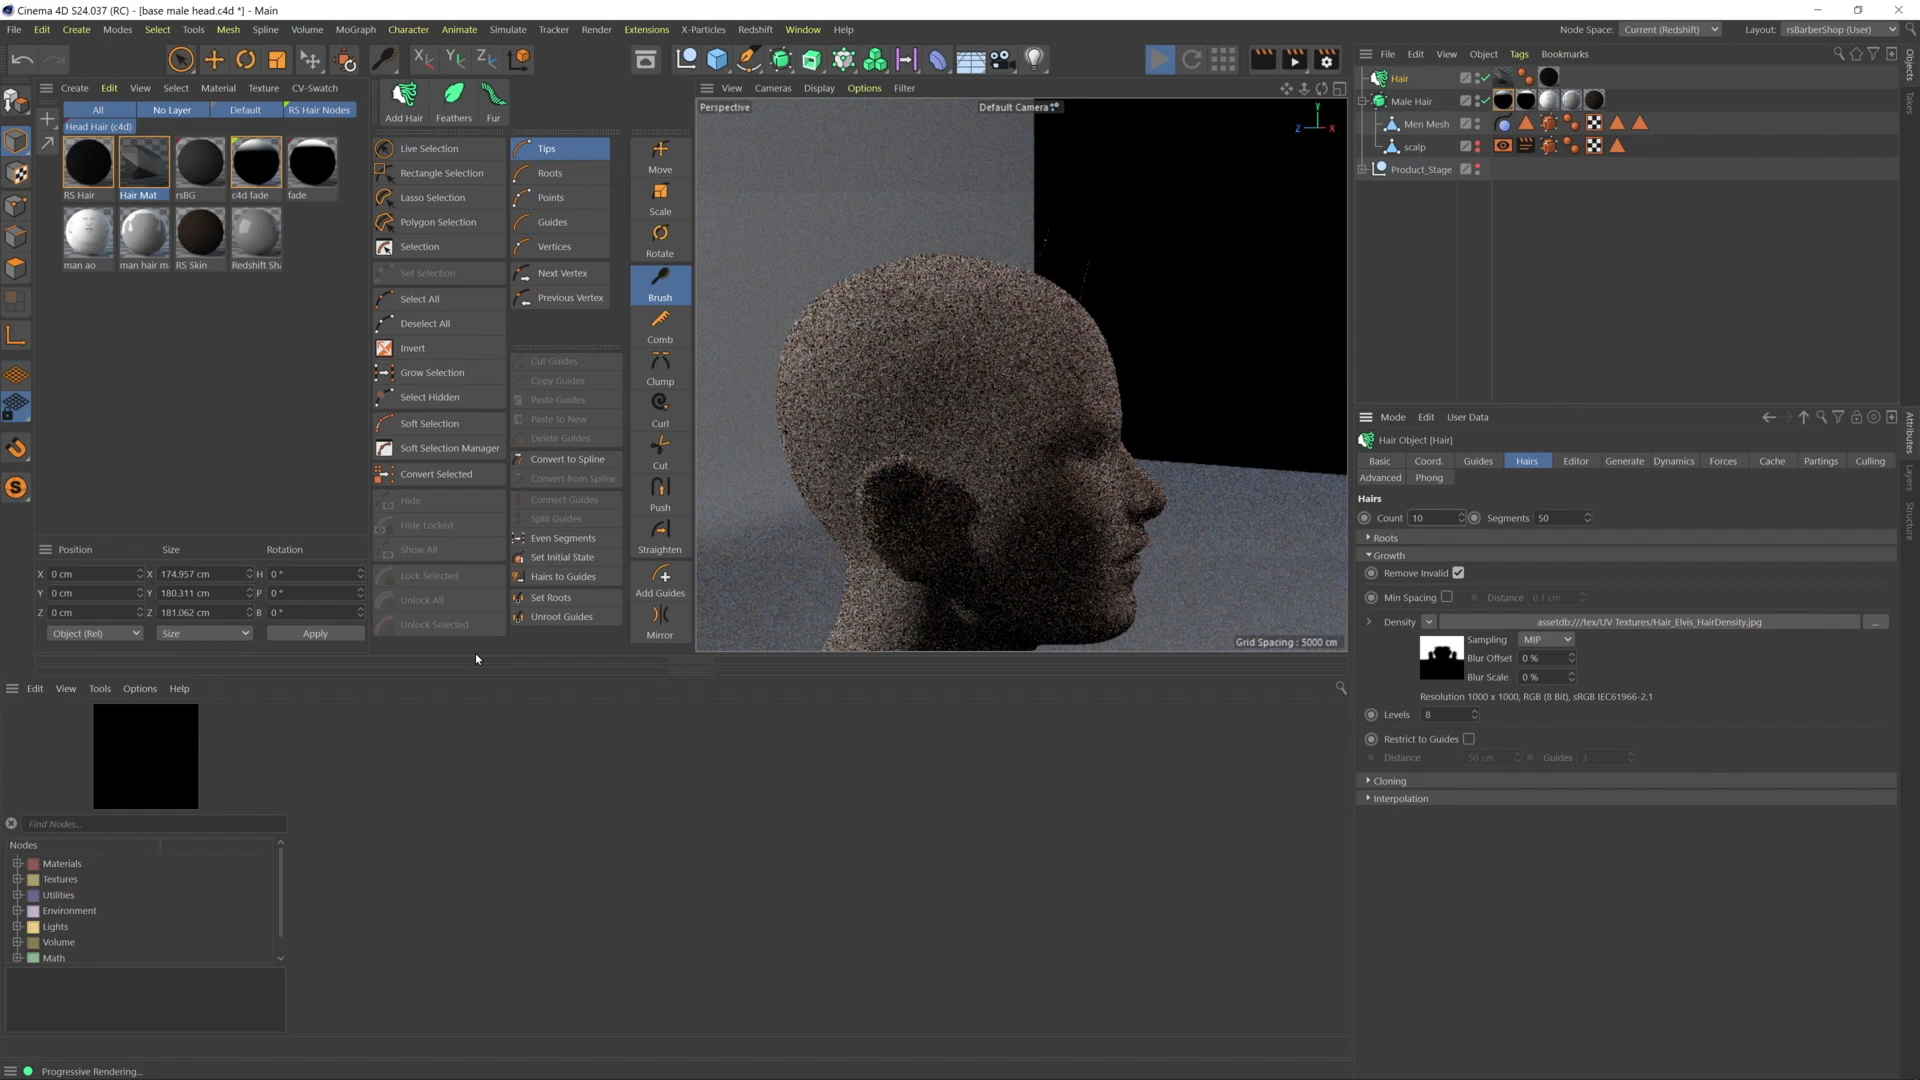 Cinema 4D S24.037 (RC) - [base male head.c4d *] - Main
File Edit Create Modes Select Tools Mesh Spline Volume MoGraph Character Animate Simulate Tracker Render Extensions X-Particles Redshift Window Help
Node Space: Current (Redshift) Layout: rsBarberShop (User)
Create Edit View Select Material Texture CV-Swatch
All No Layer Default RS Hair Nodes
Head Hair (c4d)
RS Hair Hair Mat rsBG c4d fade fade
man ao man hair m RS Skin Redshift Sh
Position Size Rotation
X 0 cm X 174.957 cm H 0 °
Y 0 cm Y 180.311 cm P 0 °
Z 0 cm Z 181.062 cm B 0 °
Object (Rel) Size Apply
Add Hair Feathers Fur
Live Selection
Rectangle Selection
Lasso Selection
Polygon Selection
Selection
Set Selection
Select All
Deselect All
Invert
Grow Selection
Select Hidden
Soft Selection
Soft Selection Manager
Convert Selected
Hide
Hide Locked
Show All
Lock Selected
Unlock All
Unlock Selected
Tips
Roots
Points
Guides
Vertices
Next Vertex
Previous Vertex
Cut Guides
Copy Guides
Paste Guides
Paste to New
Delete Guides
Convert to Spline
Convert from Spline
Connect Guides
Split Guides
Even Segments
Set Initial State
Hairs to Guides
Set Roots
Unroot Guides
Move
Scale
Rotate
Brush
Comb
Clump
Curl
Cut
Push
Straighten
Add Guides
Mirror
View Cameras Display Options Filter
Perspective Default Camera
Y
Z X
Grid Spacing : 5000 cm
File Edit View Object Tags Bookmarks
Hair
Male Hair
Men Mesh
scalp
Product_Stage
Objects
Takes
Mode Edit User Data
Hair Object [Hair]
Basic Coord. Guides Hairs Editor Generate Dynamics Forces Cache Partings Culling
Advanced Phong
Hairs
Count 10 Segments 50
Roots
Growth
Remove Invalid
Min Spacing Distance 0.1 cm
Density assetdb:///tex/UV Textures/Hair_Elvis_HairDensity.jpg ...
Sampling MIP
Blur Offset 0 %
Blur Scale 0 %
Resolution 1000 x 1000, RGB (8 Bit), sRGB IEC61966-2.1
Levels 8
Restrict to Guides
Distance 50 cm Guides 3
Cloning
Interpolation
Attributes
Layers
Structure
Edit View Tools Options Help
Find Nodes...
Nodes
Materials
Textures
Utilities
Environment
Lights
Volume
Math
Progressive Rendering...